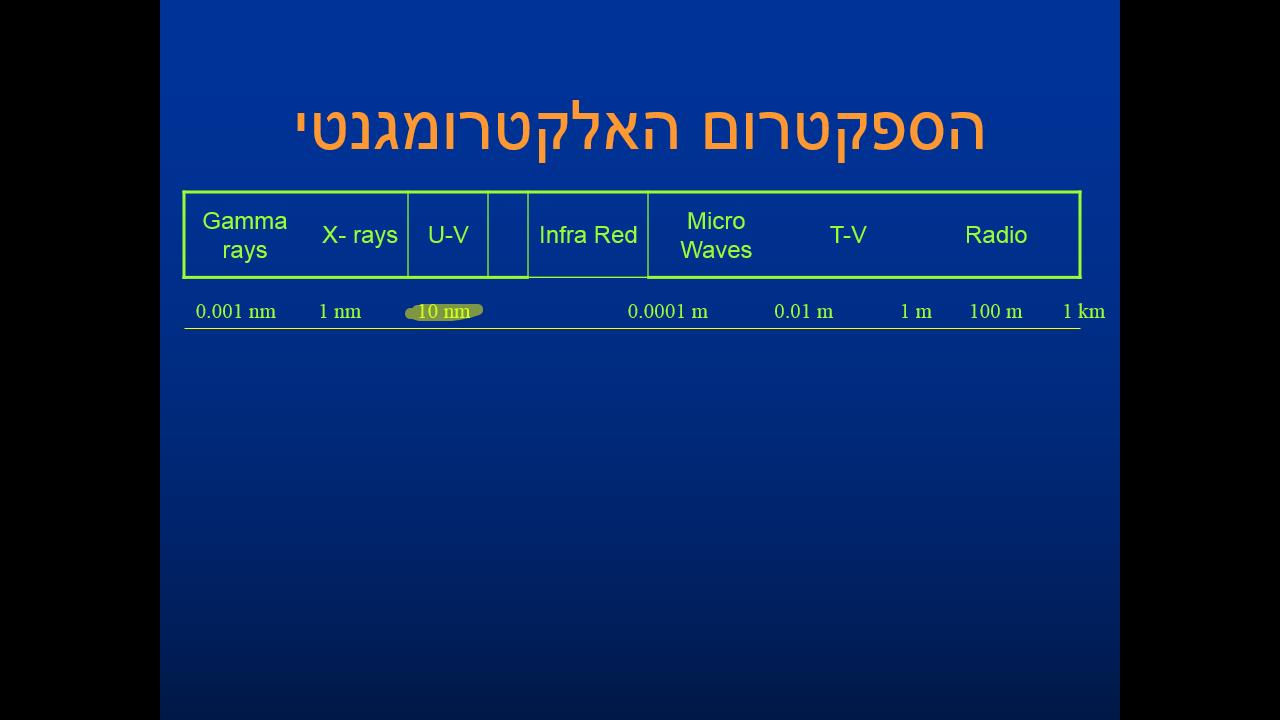 הספקטרום האלקטרומגנטי
Gamma rays X- rays U-V Infra Red Micro Waves T-V Radio
0.001 nm 1 nm 10 nm 0.0001 m 0.01 m 1 m 100 m 1 km